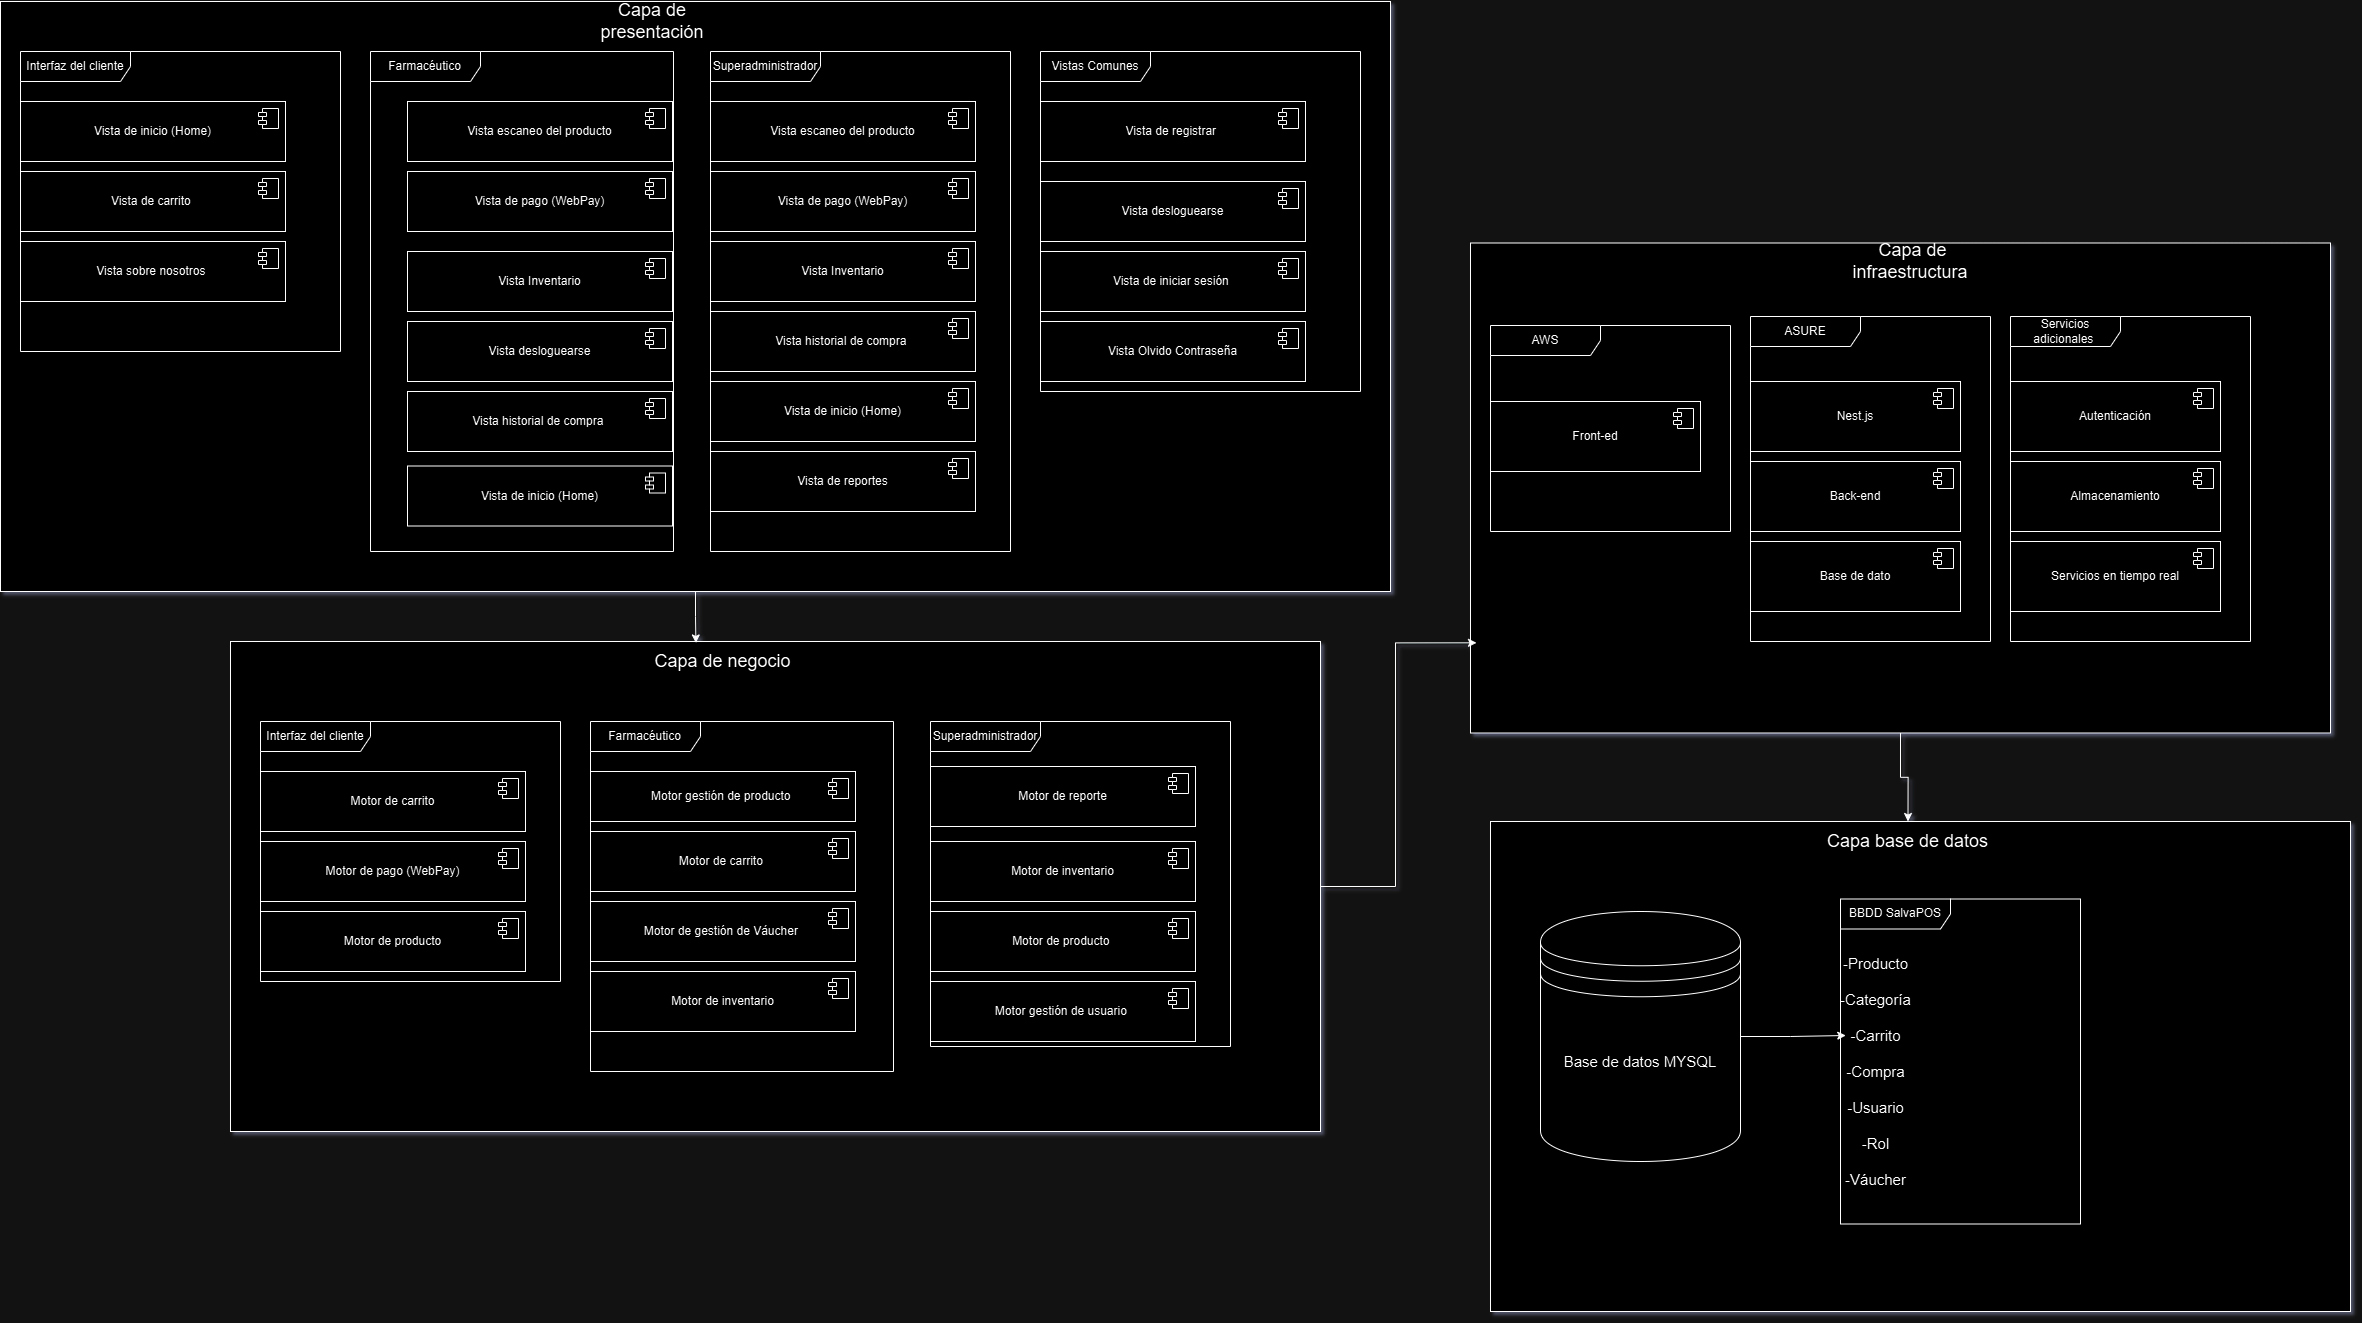 Capa de
presentación
Interfaz del cliente
Vista de inicio (Home)
Vista de carrito
Vista sobre nosotros
Farmacéutico
Vista escaneo del producto
Vista de pago (WebPay)
Vista Inventario
Vista desloguearse
Vista historial de compra
Vista de inicio (Home)
Superadministrador
Vista escaneo del producto
Vista de pago (WebPay)
Vista Inventario
Vista historial de compra
Vista de inicio (Home)
Vista de reportes
Vistas Comunes
Vista de registrar
Vista desloguearse
Vista de iniciar sesión
Vista Olvido Contraseña
Capa de negocio
Interfaz del cliente
Motor de carrito
Motor de pago (WebPay)
Motor de producto
Farmacéutico
Motor gestión de producto
Motor de carrito
Motor de gestión de Váucher
Motor de inventario
Superadministrador
Motor de reporte
Motor de inventario
Motor de producto
Motor gestión de usuario
Capa de
infraestructura
AWS
Front-ed
ASURE
Nest.js
Back-end
Base de dato
Servicios
adicionales
Autenticación
Almacenamiento
Servicios en tiempo real
Capa base de datos
Base de datos MYSQL
BBDD SalvaPOS
-Producto
-Categoría
-Carrito
-Compra
-Usuario
-Rol
-Váucher